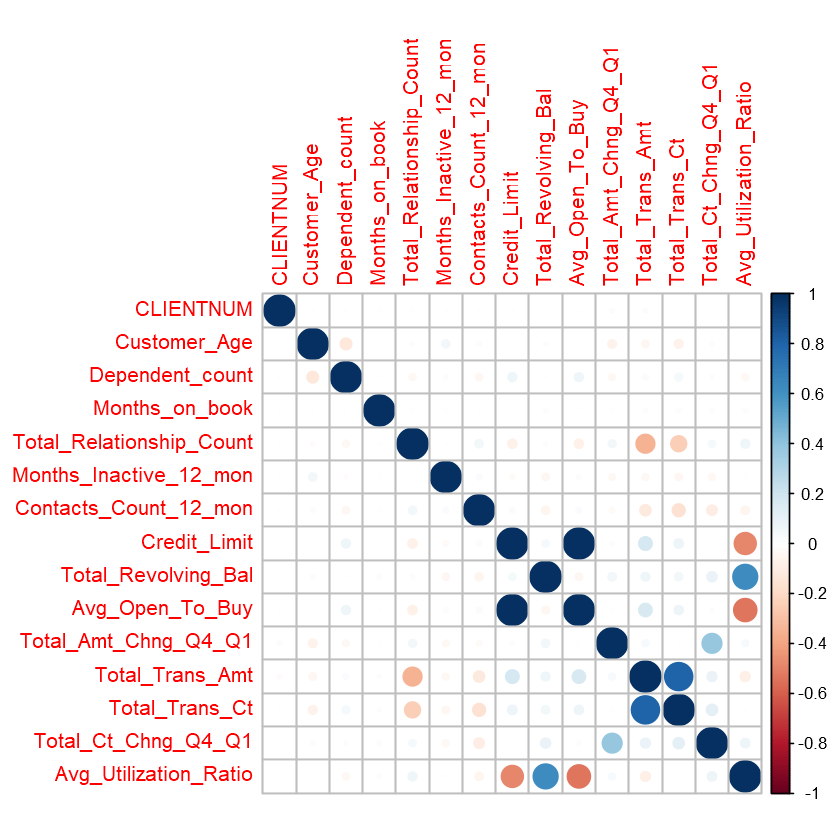 CLIENTNUM
Customer_Age
Dependent_count
Months_on_book
Total_Relationship_Count
Months_Inactive_12_mon
Contacts_Count_12_mon
Credit_Limit
Total_Revolving_Bal
Avg_Open_To_Buy
Total_Amt_Chng_Q4_Q1
Total_Trans_Amt
Total_Trans_Ct
Total_Ct_Chng_Q4_Q1
Avg_Utilization_Ratio
CLIENTNUM
Customer_Age
Dependent_count
Months_on_book
Total_Relationship_Count
Months_Inactive_12_mon
Contacts_Count_12_mon
Credit_Limit
Total_Revolving_Bal
Avg_Open_To_Buy
Total_Amt_Chng_Q4_Q1
Total_Trans_Amt
Total_Trans_Ct
Total_Ct_Chng_Q4_Q1
Avg_Utilization_Ratio
1
0.8
0.6
0.4
0.2
0
-0.2
-0.4
-0.6
-0.8
-1